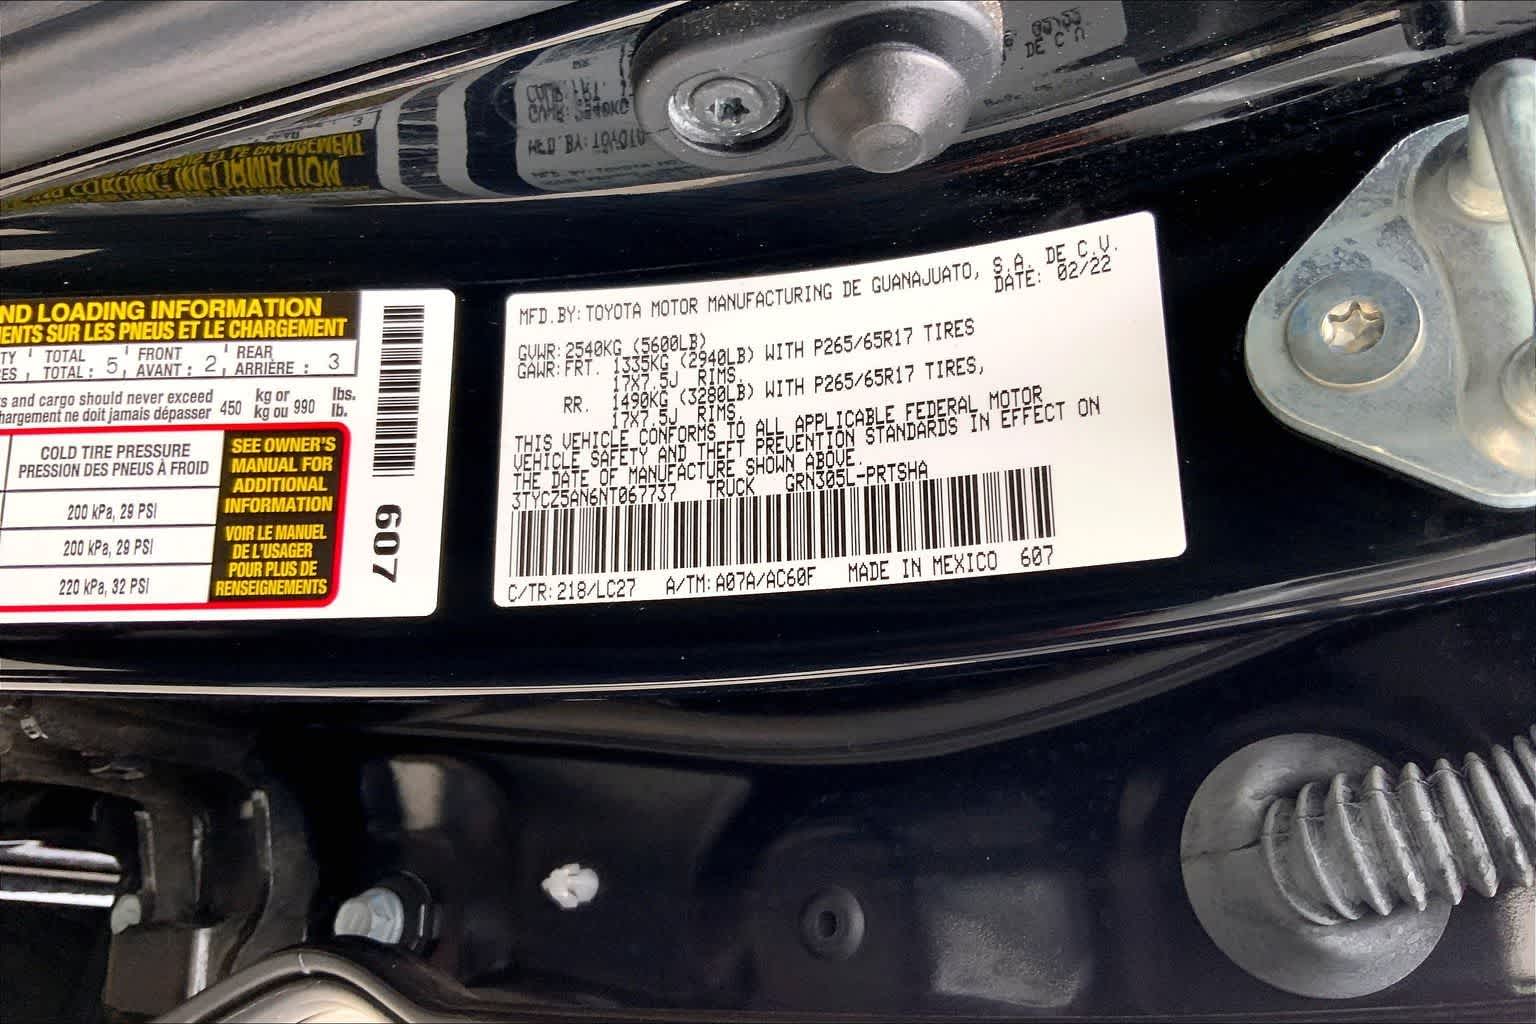 ND LOADING INFORMATION
ENTS SUR LES PNEUS ET LE CHARGEMENT
TY TOTAL 5 FRONT 2 REAR 3
ES, TOTAL : AVANT : ARRIÈRE :
s and cargo should never exceed 450 kg or 990 lbs.
hargement ne doit jamais dépasser kg ou lb.
COLD TIRE PRESSURE
PRESSION DES PNEUS À FROID
200 kPa, 29 PSI
200 kPa, 29 PSI
220 kPa, 32 PSI
SEE OWNER'S
MANUAL FOR
ADDITIONAL
INFORMATION
VOIR LE MANUEL
DE L'USAGER
POUR PLUS DE
RENSEIGNEMENTS
607
MFD.BY:TOYOTA MOTOR MANUFACTURING DE GUANAJUATO, S.A. DE C.V.
DATE: 02/22
GVWR:2540KG (5600LB)
GAWR:FRT. 1335KG (2940LB) WITH P265/65R17 TIRES
17X7.5J RIMS.
RR. 1490KG (3280LB) WITH P265/65R17 TIRES,
17X7.5J RIMS.
THIS VEHICLE CONFORMS TO ALL APPLICABLE FEDERAL MOTOR
VEHICLE SAFETY AND THEFT PREVENTION STANDARDS IN EFFECT ON
THE DATE OF MANUFACTURE SHOWN ABOVE.
3TYCZ5AN6NT067737 TRUCK GRN305L-PRTSHA
C/TR:218/LC27 A/TM:A07A/AC60F MADE IN MEXICO 607